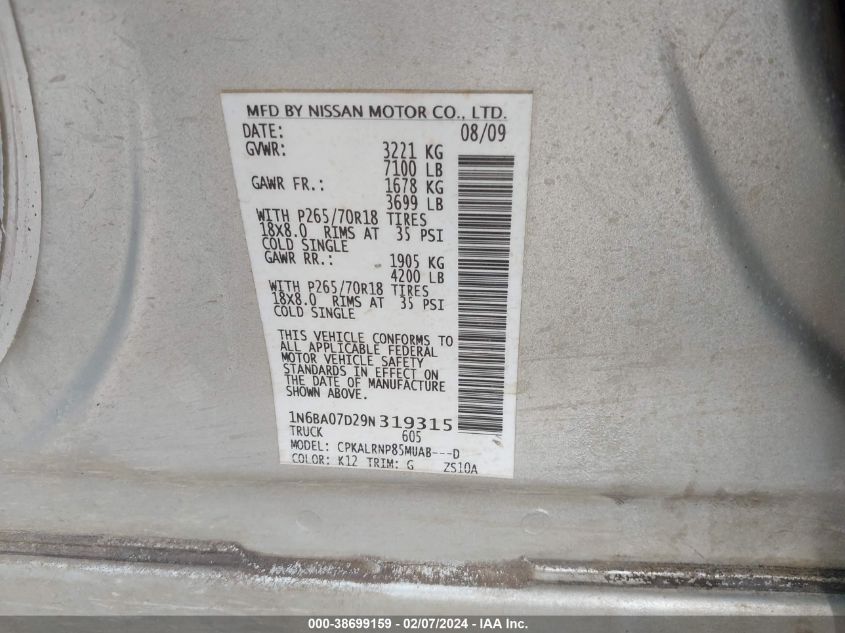 MFD BY NISSAN MOTOR CO., LTD.
DATE: 08/09
GVWR: 3221 KG
7100 LB
GAWR FR.: 1678 KG
3699 LB
WITH P265/70R18 TIRES
18X8.0 RIMS AT 35 PSI
COLD SINGLE
GAWR RR.: 1905 KG
4200 LB
WITH P265/70R18 TIRES
18X8.0 RIMS AT 35 PSI
COLD SINGLE
THIS VEHICLE CONFORMS TO
ALL APPLICABLE FEDERAL
MOTOR VEHICLE SAFETY
STANDARDS IN EFFECT ON
THE DATE OF MANUFACTURE
SHOWN ABOVE.
1N6BA07D29N319315
TRUCK 605
MODEL: CPKALRNP85MUAB---D
COLOR: K12 TRIM: G ZS10A
000-38699159 - 02/07/2024 - IAA Inc.